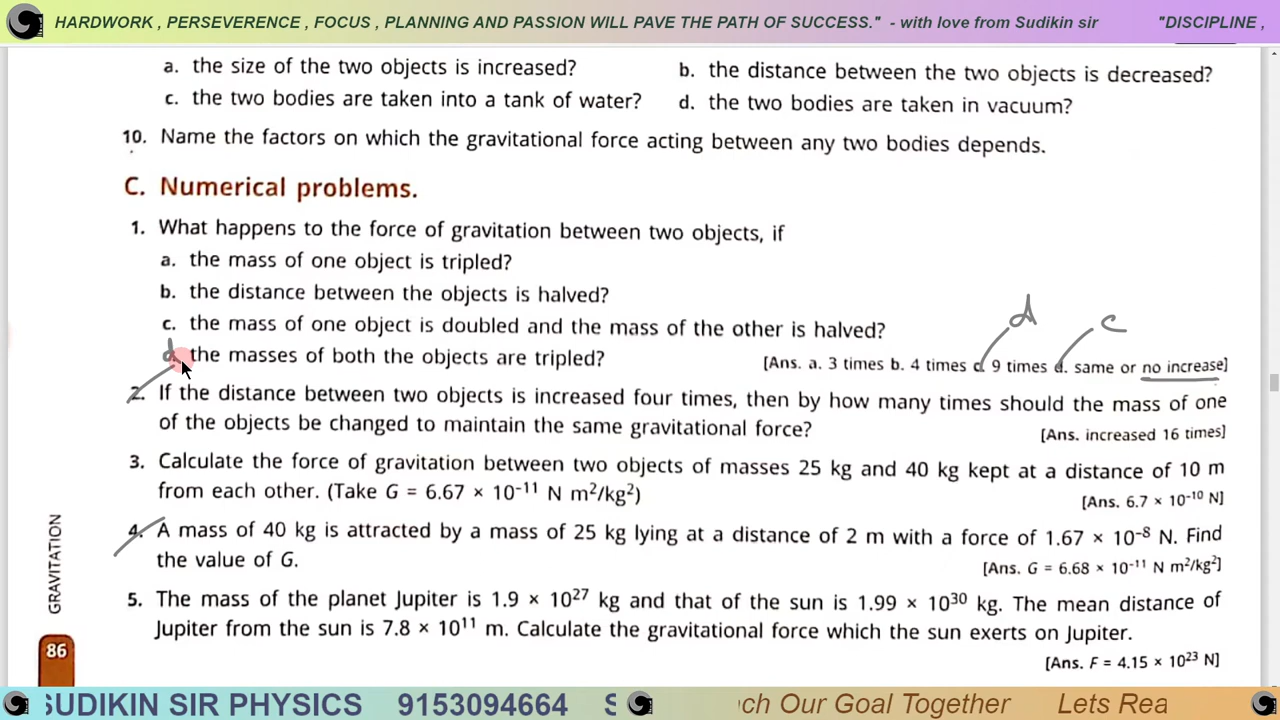 HARDWORK , PERSEVERENCE , FOCUS , PLANNING AND PASSION WILL PAVE THE PATH OF SUCCESS." - with love from Sudikin sir "DISCIPLINE ,
a. the size of the two objects is increased? b. the distance between the two objects is decreased?
c. the two bodies are taken into a tank of water? d. the two bodies are taken in vacuum?
10. Name the factors on which the gravitational force acting between any two bodies depends.
C. Numerical problems.
1. What happens to the force of gravitation between two objects, if
a. the mass of one object is tripled?
b. the distance between the objects is halved?
c. the mass of one object is doubled and the mass of the other is halved?
d c
d. the masses of both the objects are tripled? [Ans. a. 3 times b. 4 times c. 9 times d. same or no increase]
2. If the distance between two objects is increased four times, then by how many times should the mass of one
of the objects be changed to maintain the same gravitational force? [Ans. increased 16 times]
3. Calculate the force of gravitation between two objects of masses 25 kg and 40 kg kept at a distance of 10 m
from each other. (Take G = 6.67 × 10⁻¹¹ N m²/kg²) [Ans. 6.7 × 10⁻¹⁰ N]
4. A mass of 40 kg is attracted by a mass of 25 kg lying at a distance of 2 m with a force of 1.67 × 10⁻⁸ N. Find
the value of G. [Ans. G = 6.68 × 10⁻¹¹ N m²/kg²]
5. The mass of the planet Jupiter is 1.9 × 10²⁷ kg and that of the sun is 1.99 × 10³⁰ kg. The mean distance of
Jupiter from the sun is 7.8 × 10¹¹ m. Calculate the gravitational force which the sun exerts on Jupiter.
[Ans. F = 4.15 × 10²³ N]
GRAVITATION
86
SUDIKIN SIR PHYSICS 9153094664 S ch Our Goal Together Lets Rea